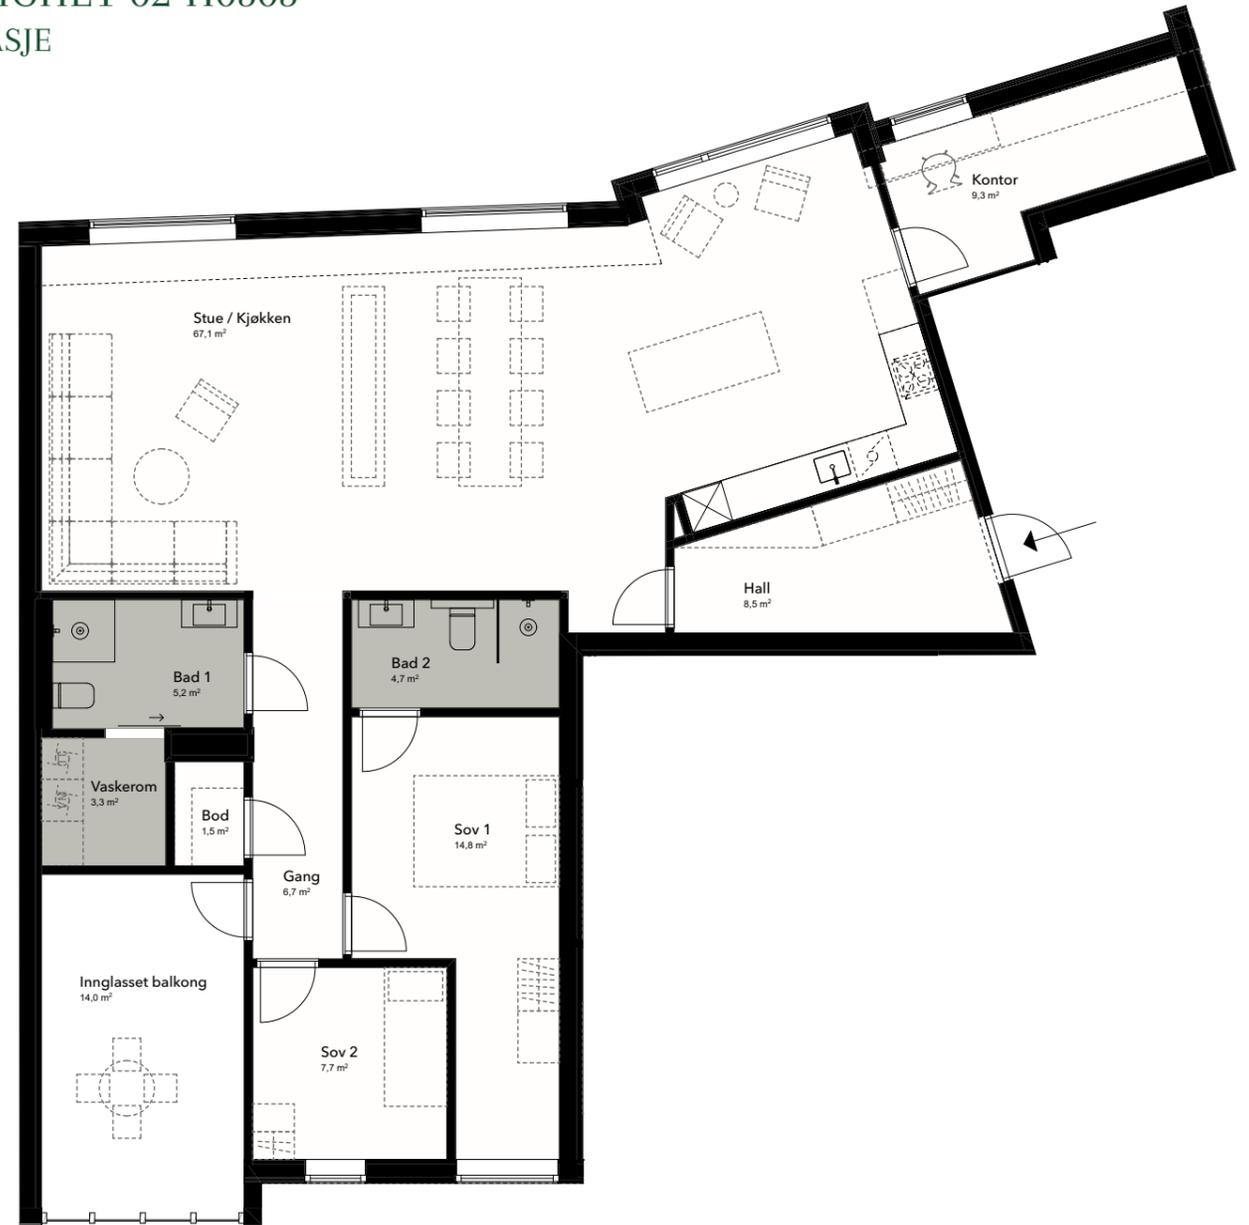 Kontor
9,3 m²
Stue / Kjøkken
67,1 m²
Hall
8,5 m²
Bad 1
5,2 m²
Bad 2
4,7 m²
Vaskerom
3,3 m²
Bod
1,5 m²
Sov 1
14,8 m²
Gang
6,7 m²
Innglasset balkong
14,0 m²
Sov 2
7,7 m²